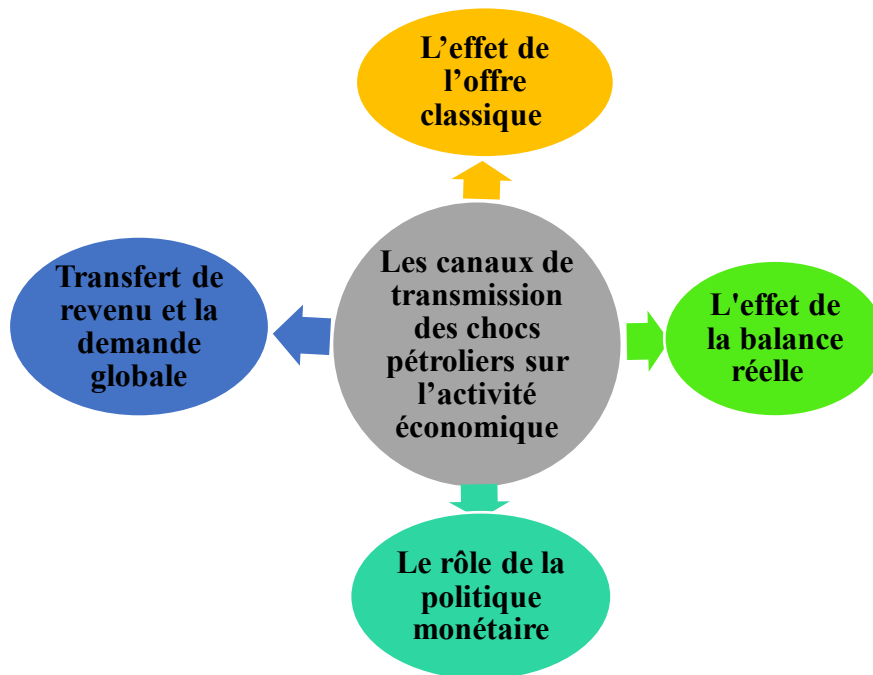 L’effet de
l’offre
classique
Transfert de
revenu et la
demande
globale
Les canaux de
transmission
des chocs
pétroliers sur
l’activité
économique
L'effet de
la balance
réelle
Le rôle de la
politique
monétaire